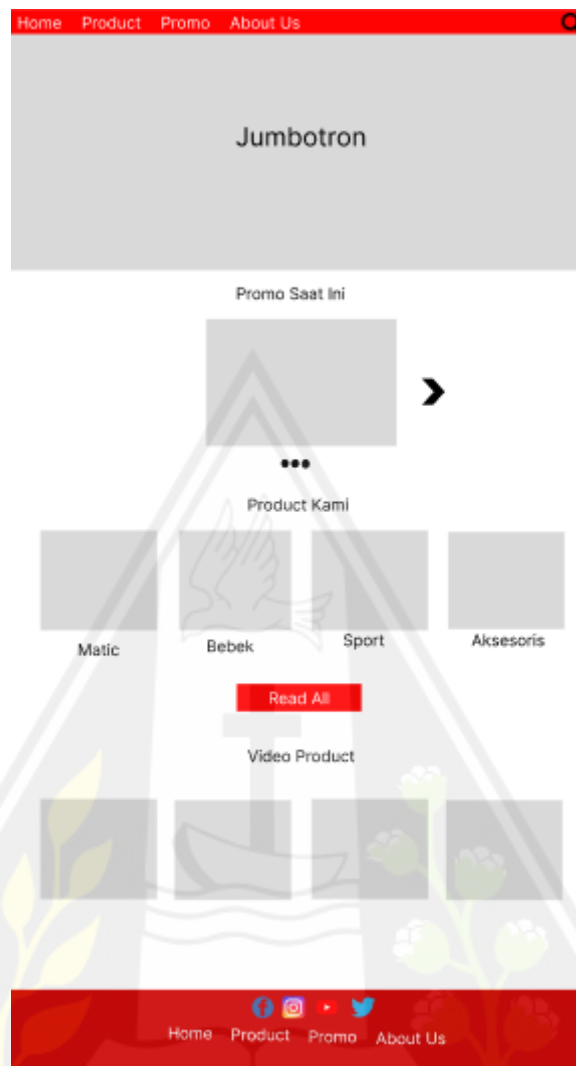 Home Product Promo About Us
Jumbotron
Promo Saat Ini
Product Kami
Matic Bebek Sport Aksesoris
Read All
Video Product
Home Product Promo About Us